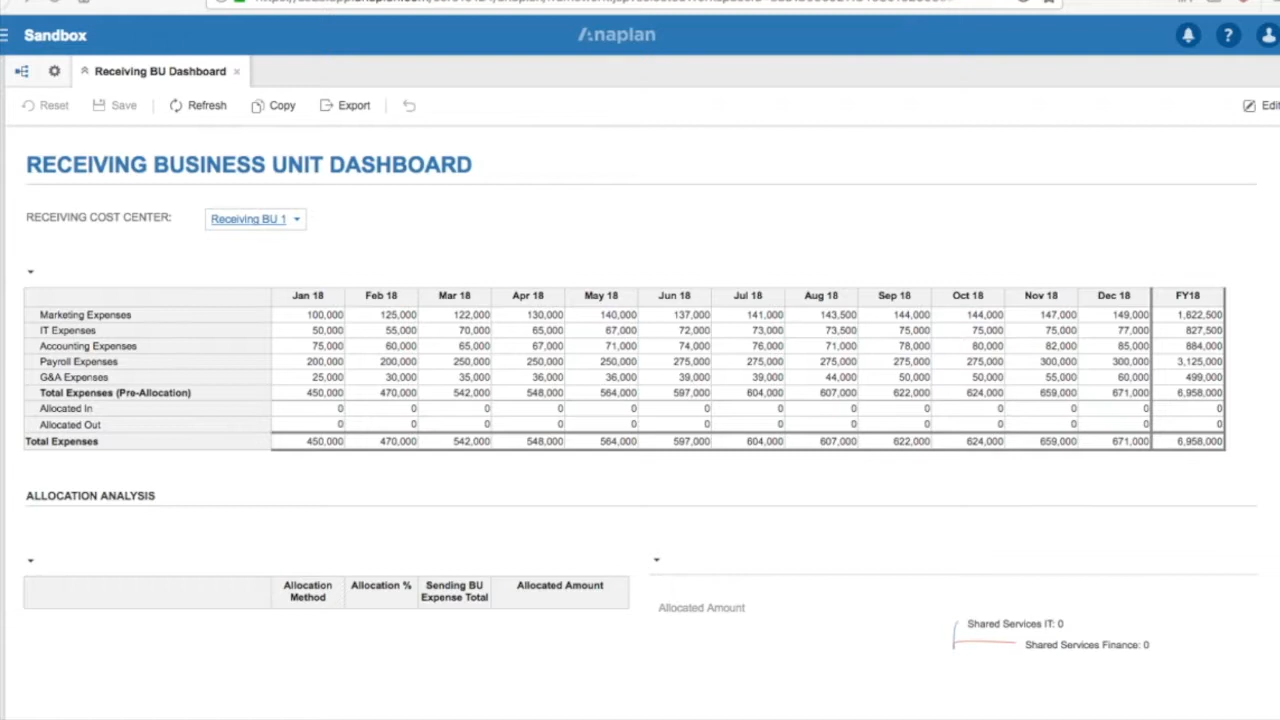 Sandbox
Anaplan
?
Receiving BU Dashboard ×
Reset Save Refresh Copy Export Edit
RECEIVING BUSINESS UNIT DASHBOARD
RECEIVING COST CENTER: Receiving BU 1
Jan 18 Feb 18 Mar 18 Apr 18 May 18 Jun 18 Jul 18 Aug 18 Sep 18 Oct 18 Nov 18 Dec 18 FY18
Marketing Expenses 100,000 125,000 122,000 130,000 140,000 137,000 141,000 143,500 144,000 144,000 147,000 149,000 1,622,500
IT Expenses 50,000 55,000 70,000 65,000 67,000 72,000 73,000 73,500 75,000 75,000 75,000 77,000 827,500
Accounting Expenses 75,000 60,000 65,000 67,000 71,000 74,000 76,000 71,000 78,000 80,000 82,000 85,000 884,000
Payroll Expenses 200,000 200,000 250,000 250,000 250,000 275,000 275,000 275,000 275,000 275,000 300,000 300,000 3,125,000
G&A Expenses 25,000 30,000 35,000 36,000 36,000 39,000 39,000 44,000 50,000 50,000 55,000 60,000 499,000
Total Expenses (Pre-Allocation) 450,000 470,000 542,000 548,000 564,000 597,000 604,000 607,000 622,000 624,000 659,000 671,000 6,958,000
Allocated In 0 0 0 0 0 0 0 0 0 0 0 0 0
Allocated Out 0 0 0 0 0 0 0 0 0 0 0 0 0
Total Expenses 450,000 470,000 542,000 548,000 564,000 597,000 604,000 607,000 622,000 624,000 659,000 671,000 6,958,000
ALLOCATION ANALYSIS
Allocation Allocation % Sending BU Allocated Amount
Method Expense Total
Allocated Amount
Shared Services IT: 0
Shared Services Finance: 0